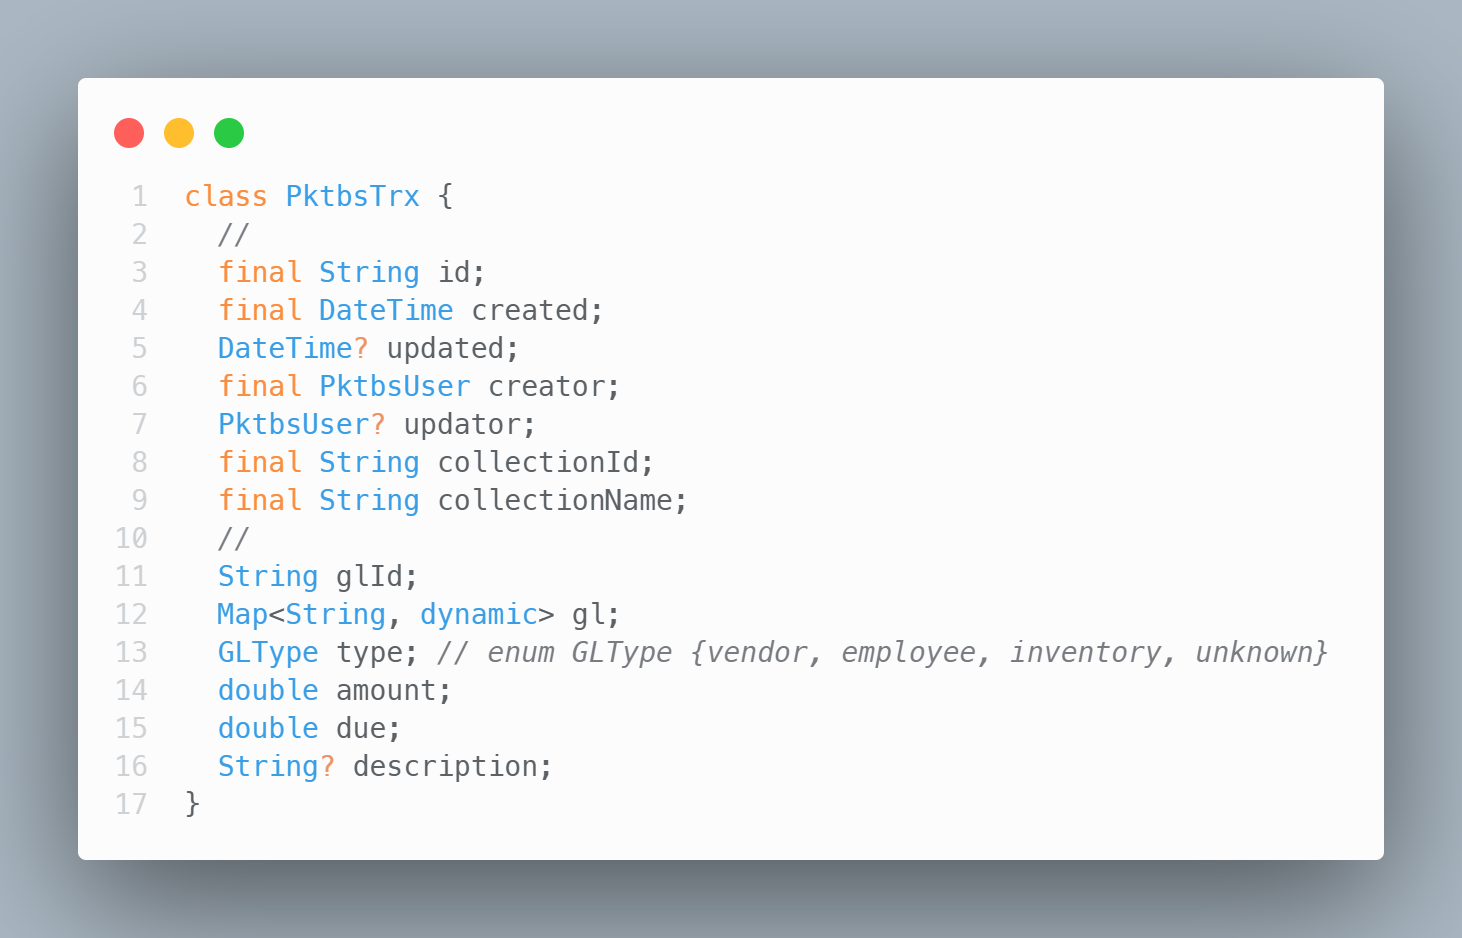 1 class PktbsTrx {
2   //
3   final String id;
4   final DateTime created;
5   DateTime? updated;
6   final PktbsUser creator;
7   PktbsUser? updator;
8   final String collectionId;
9   final String collectionName;
10   //
11   String glId;
12   Map<String, dynamic> gl;
13   GLType type; // enum GLType {vendor, employee, inventory, unknown}
14   double amount;
15   double due;
16   String? description;
17 }